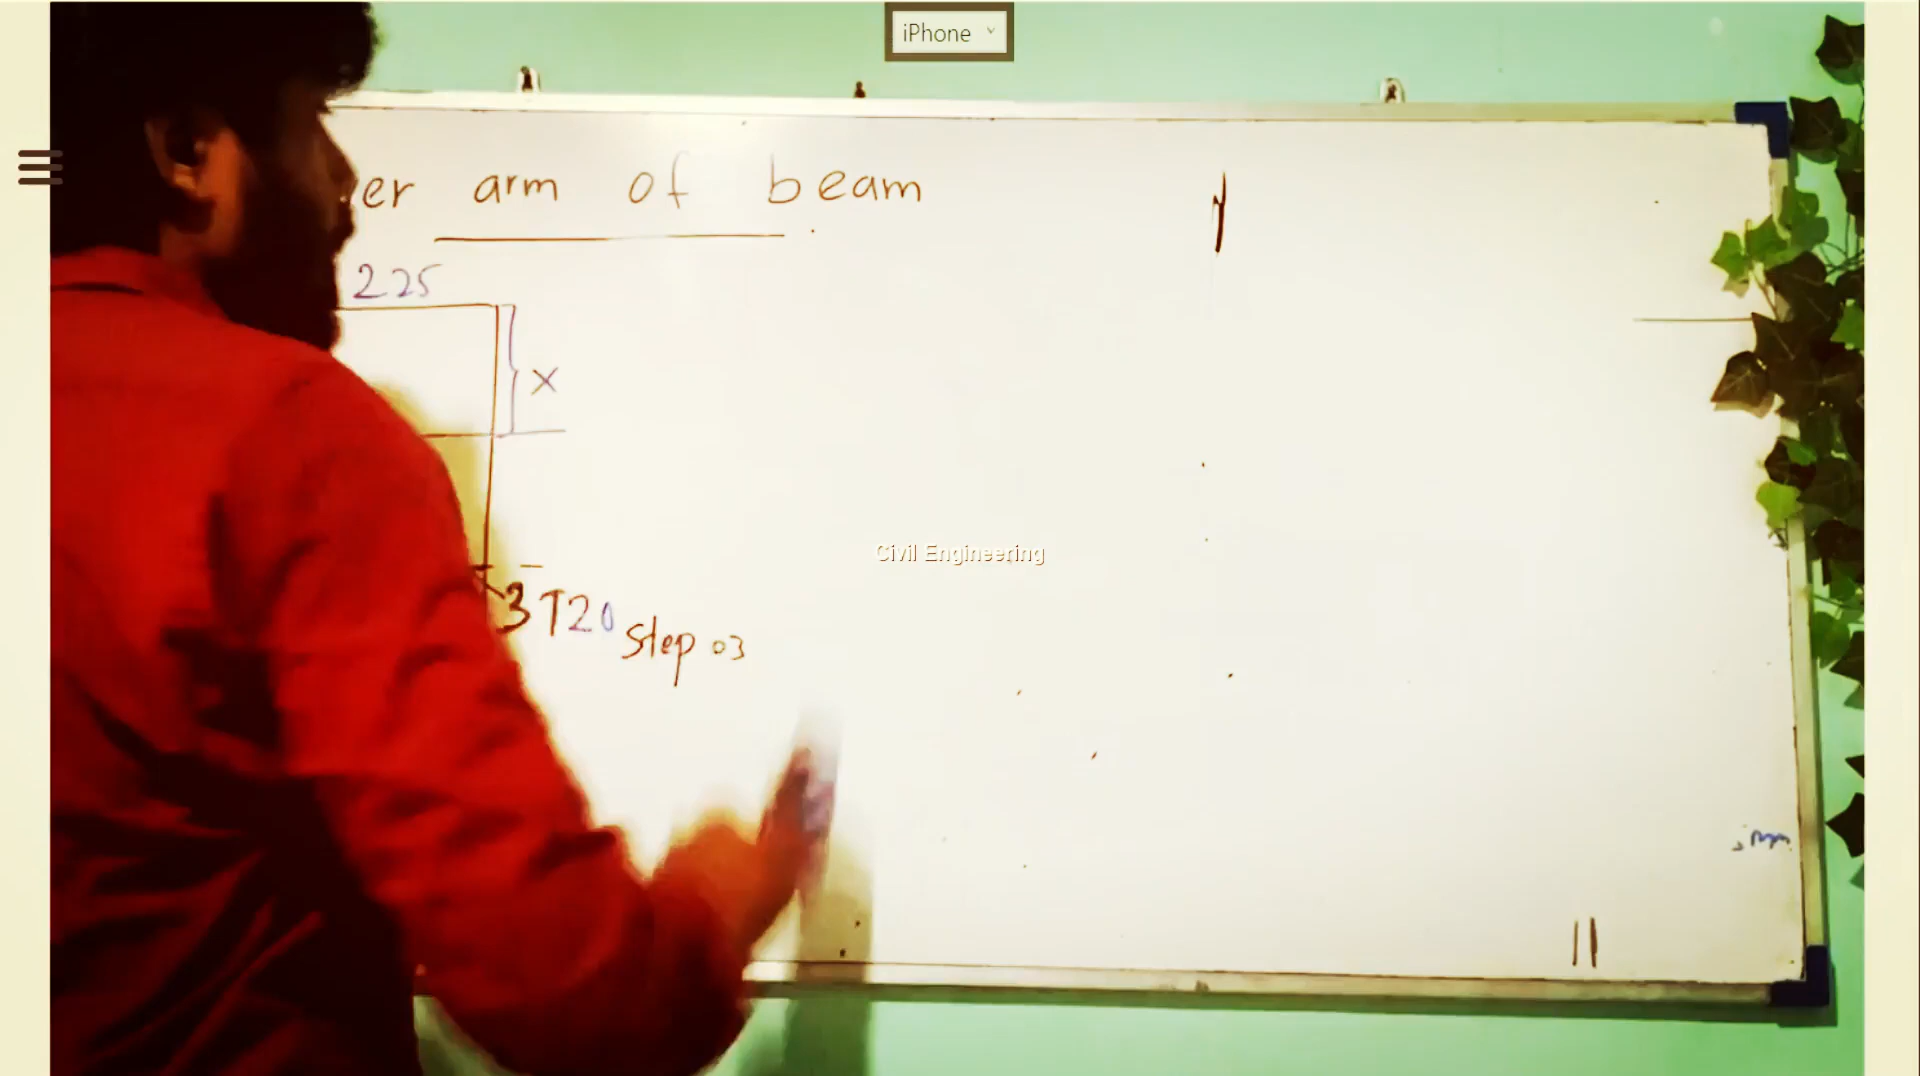 iPhone
er arm of beam
225
x
Civil Engineering
3T20
Step 03